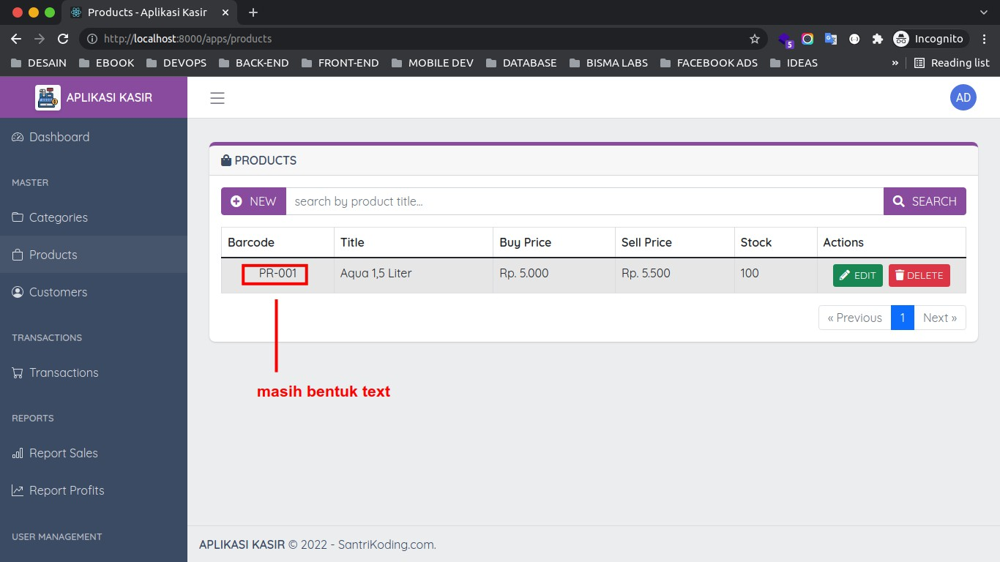 Products - Aplikasi Kasir
http://localhost:8000/apps/products
5
Incognito
DESAIN EBOOK DEVOPS BACK-END FRONT-END MOBILE DEV DATABASE BISMA LABS FACEBOOK ADS IDEAS » Reading list
APLIKASI KASIR
AD
Dashboard
MASTER
Categories
Products
Customers
TRANSACTIONS
Transactions
REPORTS
Report Sales
Report Profits
USER MANAGEMENT
PRODUCTS
NEW search by product title... SEARCH
Barcode Title Buy Price Sell Price Stock Actions
PR-001 Aqua 1,5 Liter Rp. 5.000 Rp. 5.500 100 EDIT DELETE
« Previous 1 Next »
masih bentuk text
APLIKASI KASIR © 2022 - SantriKoding.com.